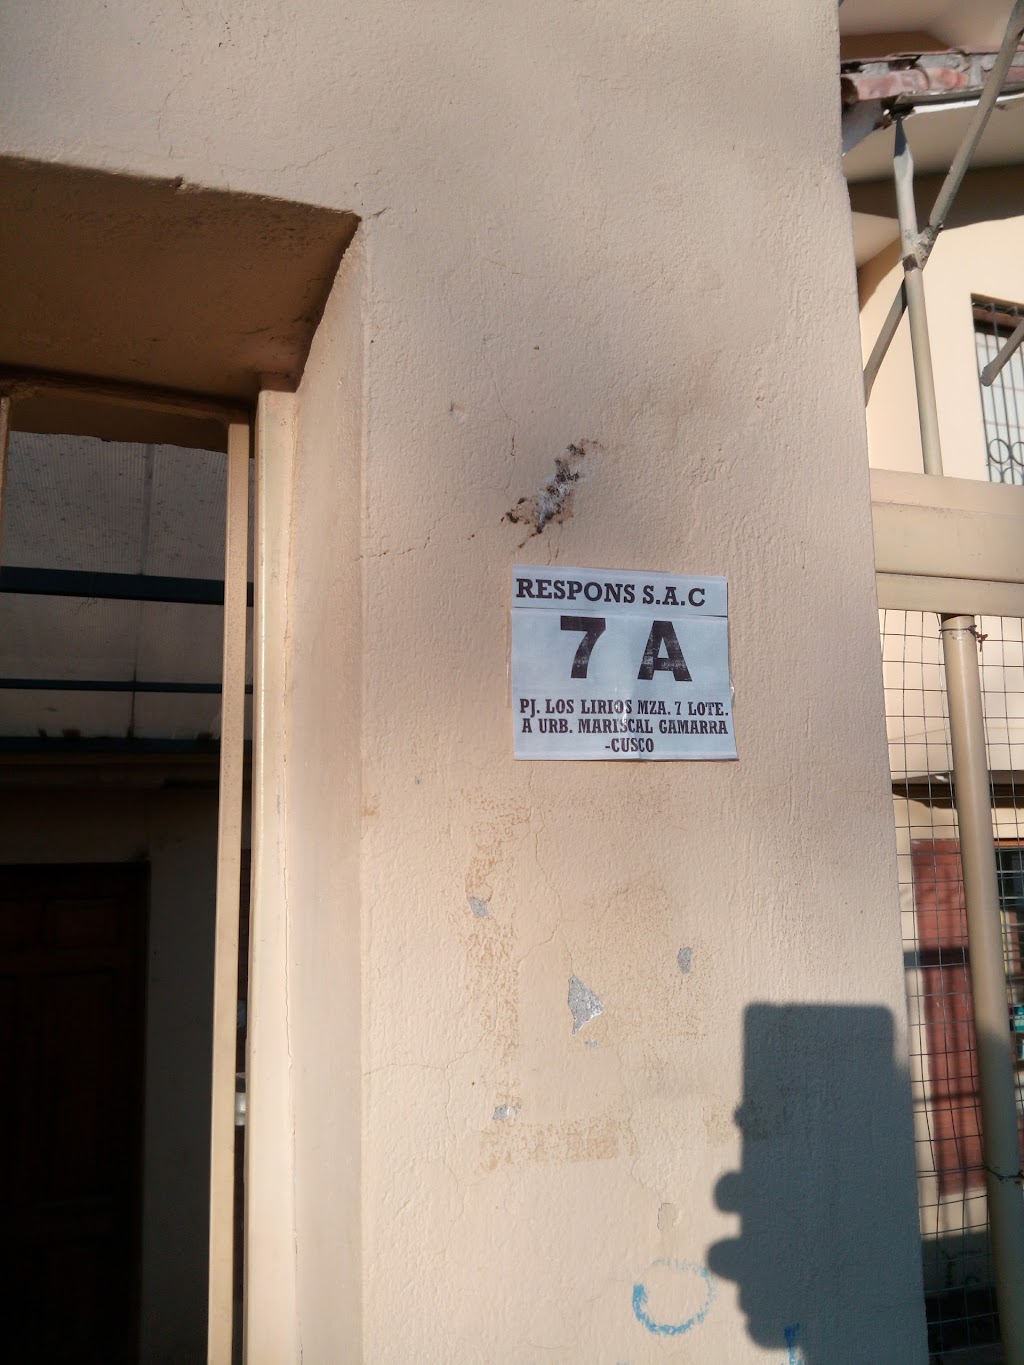 RESPONS S.A.C
7 A
PJ. LOS LIRIOS MZA. 7 LOTE.
A URB. MARISCAL GAMARRA
-CUSCO